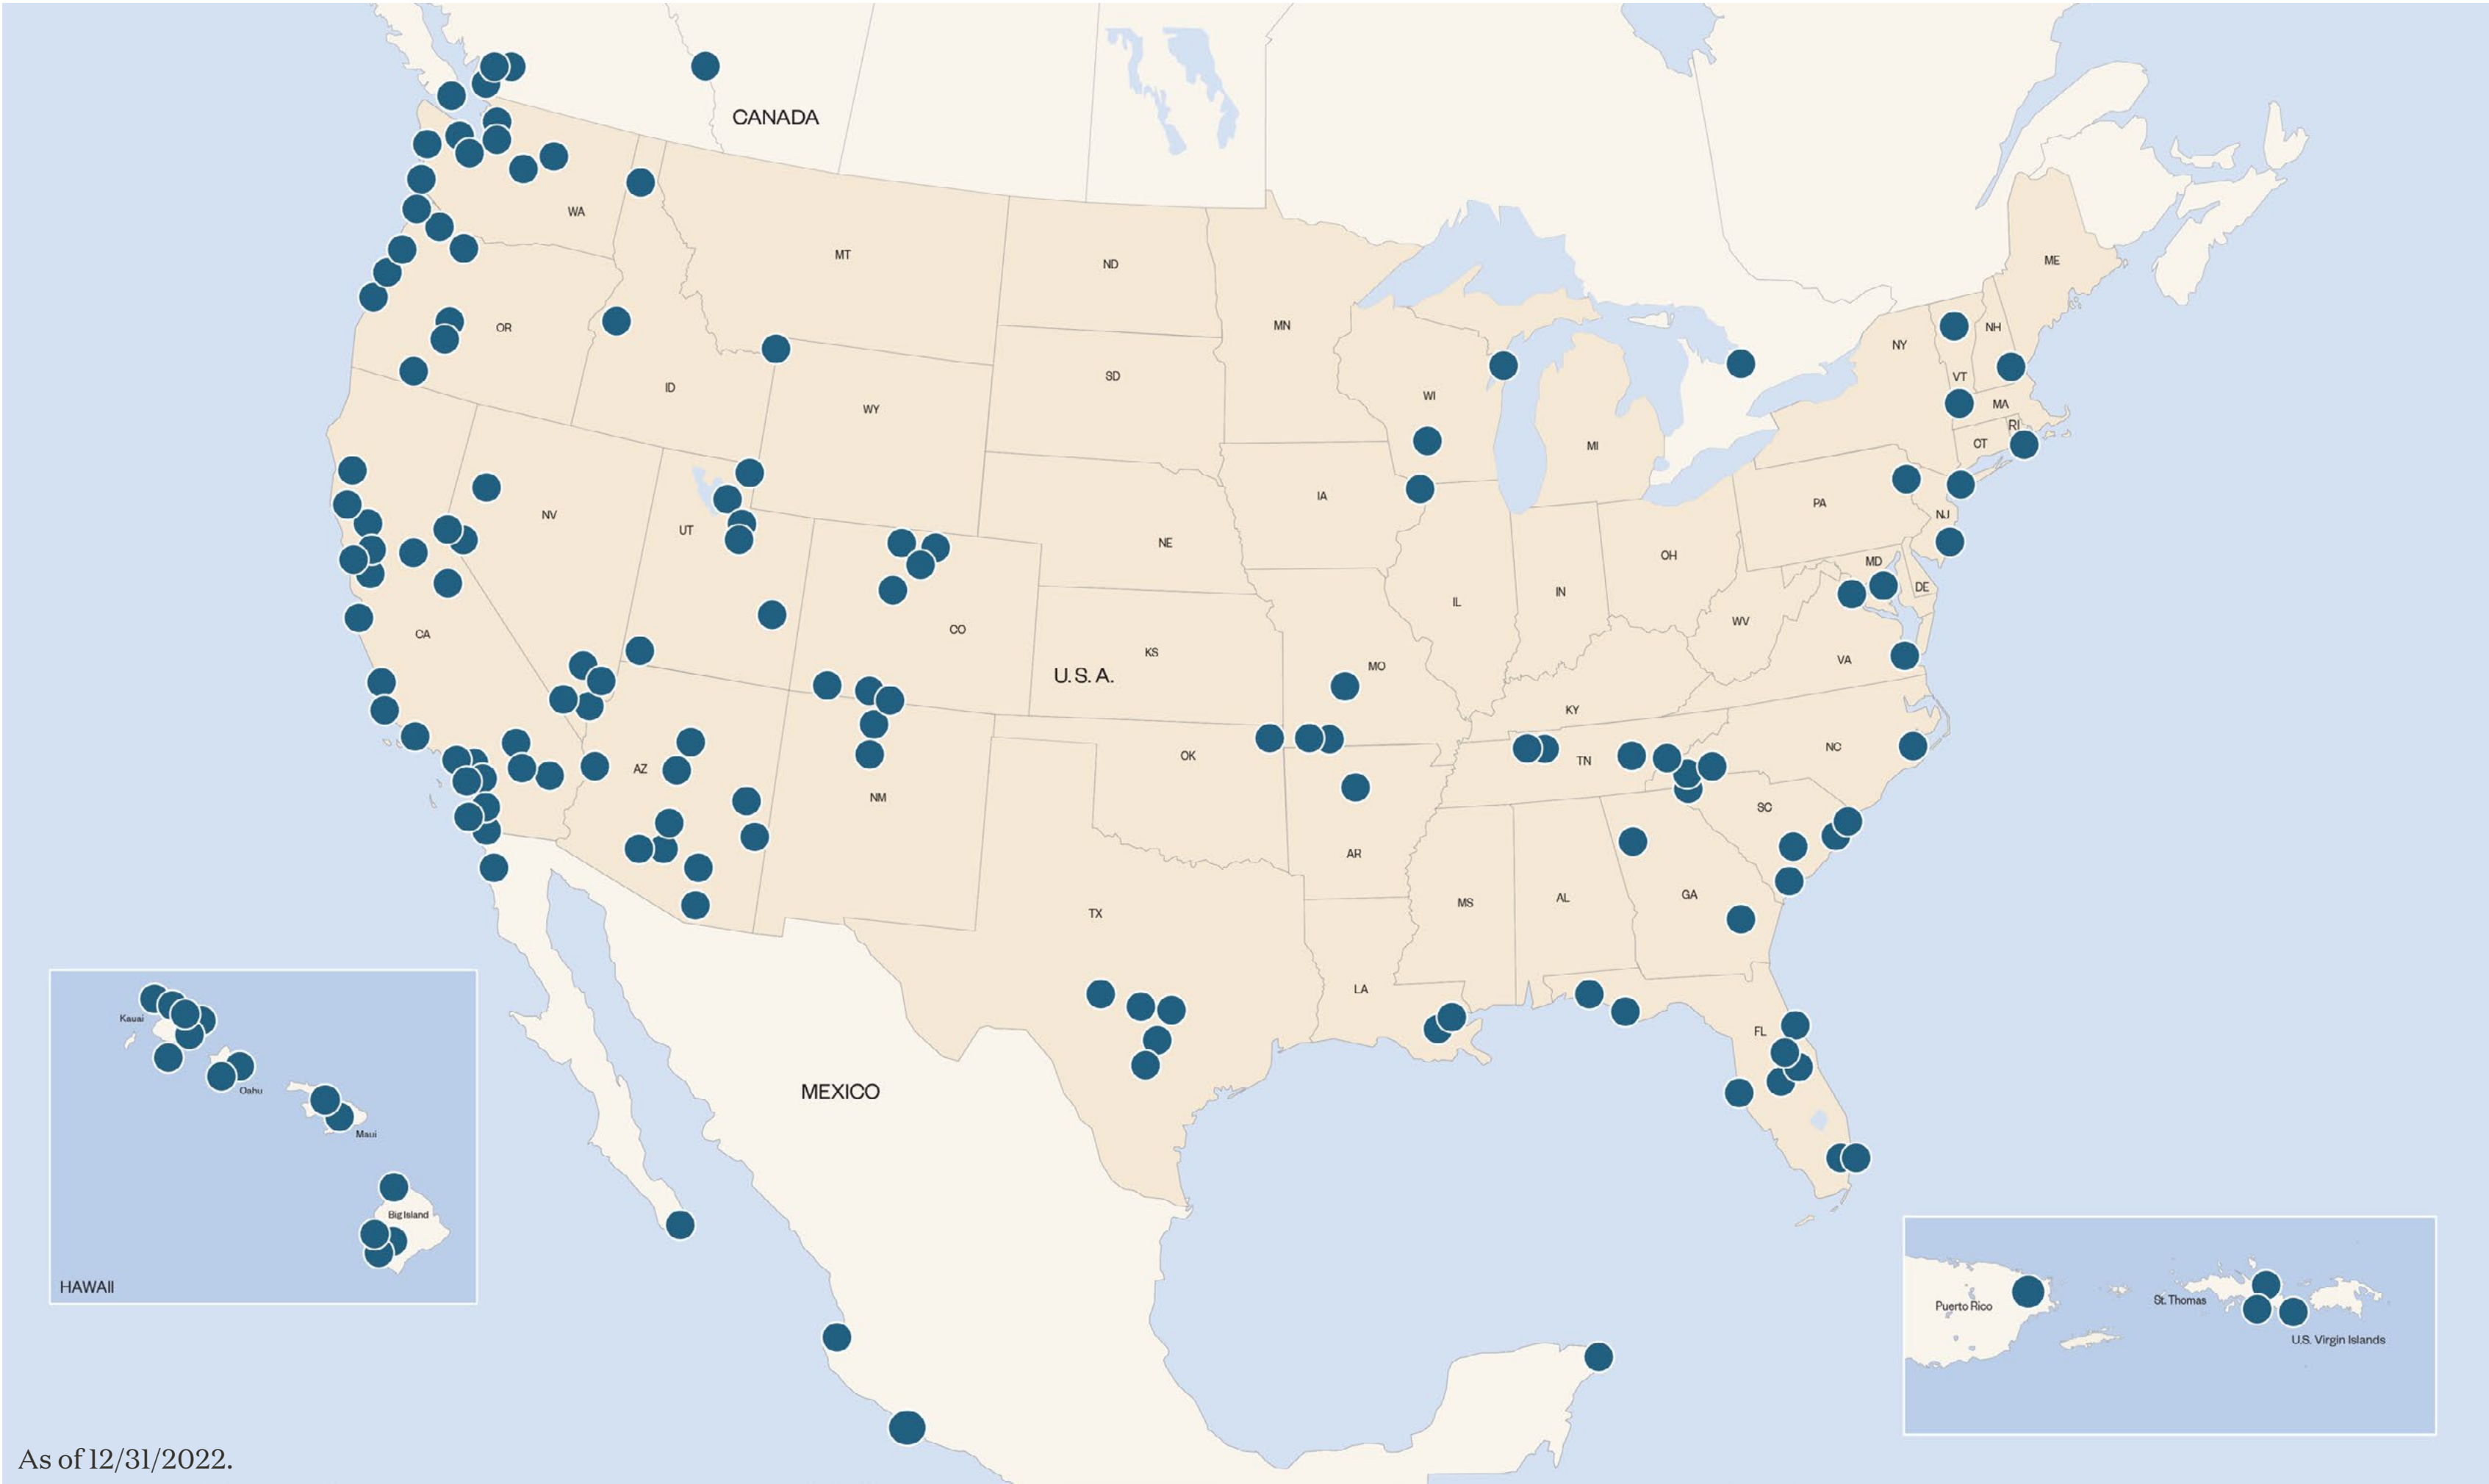 CANADA
WA
MT
ND
ME
OR
MN
NH
NY
ID
SD
VT
WY
WI
MA
RI
OT
MI
IA
PA
NV
NJ
UT
NE
OH
MD
DE
IN
IL
WV
CO
CA
KS
MO
VA
U.S.A.
KY
NC
OK
TN
AZ
NM
SC
AR
GA
AL
MS
TX
LA
Kauai
FL
Oahu
MEXICO
Maui
Big Island
HAWAII
St. Thomas
Puerto Rico
U.S. Virgin Islands
As of 12/31/2022.